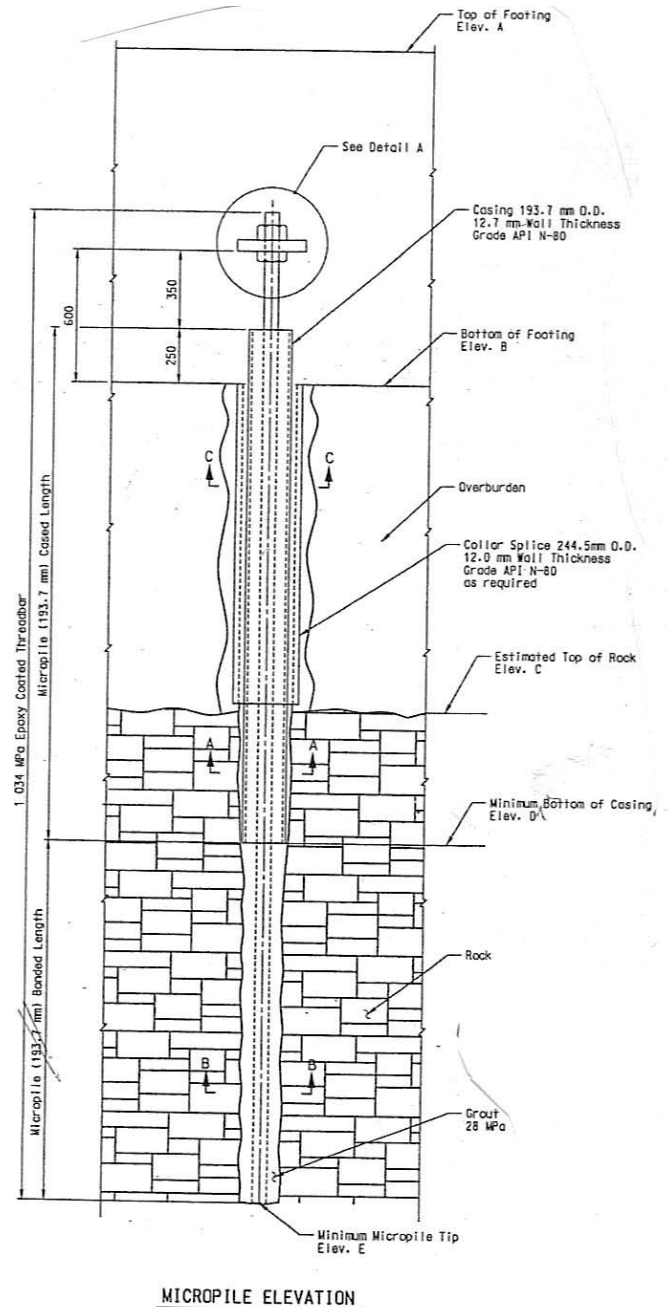 Top of Footing
Elev. A
See Detail A
Casing 193.7 mm O.D.
12.7 mm Wall Thickness
Grade API N-80
600
350
250
Bottom of Footing
Elev. B
C
C
Overburden
Collar Splice 244.5mm O.D.
12.0 mm Wall Thickness
Grade API N-80
as required
Estimated Top of Rock
Elev. C
A
A
Minimum Bottom of Casing
Elev. D
1 034 MPa Epoxy Coated Threadbar
Micropile (193.7 mm) Cased Length
Micropile (193.7 mm) Bonded Length
Rock
B
B
Grout
28 MPa
Minimum Micropile Tip
Elev. E
MICROPILE ELEVATION